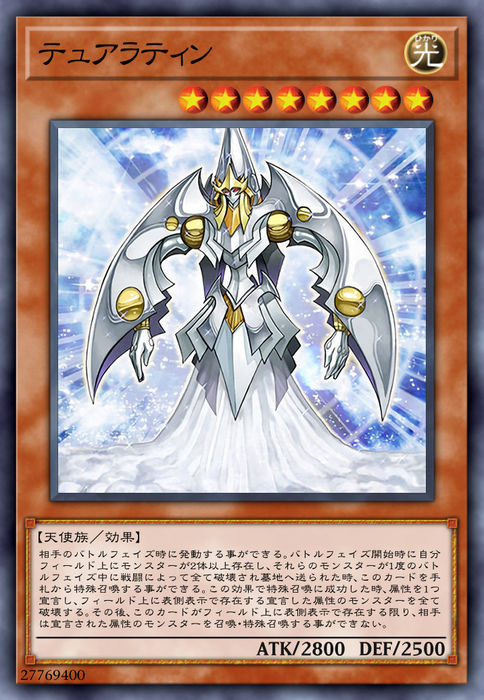 テュアラティン
ひかり
光
【天使族／効果】
相手のバトルフェイズ時に発動する事ができる。バトルフェイズ開始時に自分
フィールド上にモンスターが2体以上存在し、それらのモンスターが1度のバト
ルフェイズ中に戦闘によって全て破壊され墓地へ送られた時、このカードを手
札から特殊召喚する事ができる。この効果で特殊召喚に成功した時、属性を1つ
宣言し、フィールド上に表側表示で存在する宣言した属性のモンスターを全て
破壊する。その後、このカードがフィールド上に表側表示で存在する限り、相手
は宣言された属性のモンスターを召喚・特殊召喚する事ができない。
ATK/2800 DEF/2500
27769400